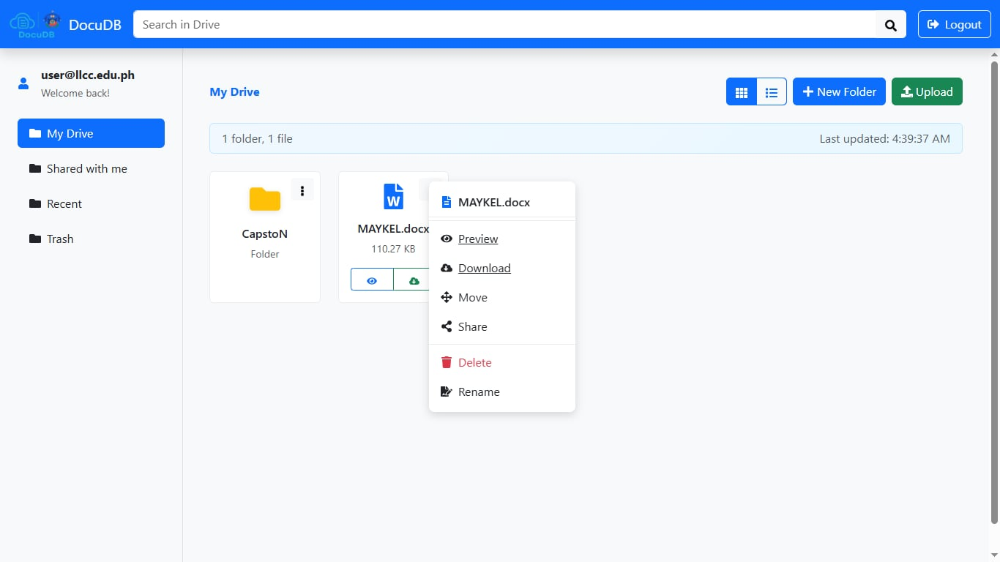 DocuDB
DocuDB
Search in Drive
Logout
user@llcc.edu.ph
Welcome back!
My Drive
Shared with me
Recent
Trash
My Drive
New Folder
Upload
1 folder, 1 file
Last updated: 4:39:37 AM
CapstoN
Folder
W
MAYKEL.docx
110.27 KB
MAYKEL.docx
Preview
Download
Move
Share
Delete
Rename